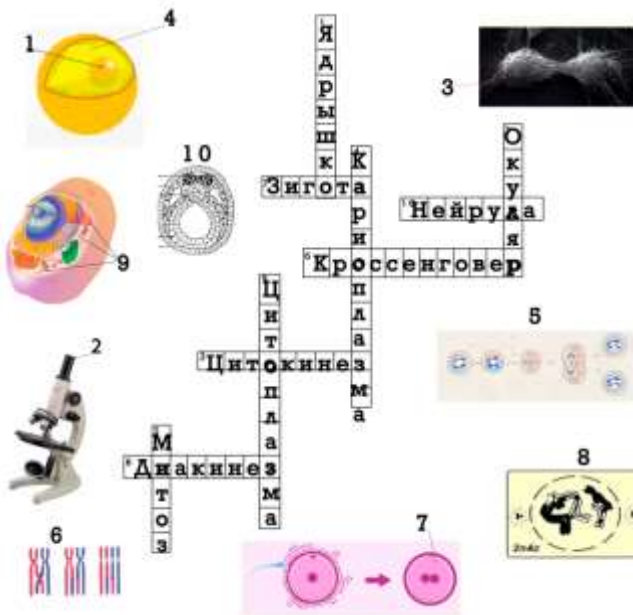 4
1
3
10
9
2
5
8
6
7
Ядрышко
Кариоплазма
Окуляр
Зигота
Нейрула
Кроссенговер
Цитоплазма
Цитокинез
Митоз
Диакинез